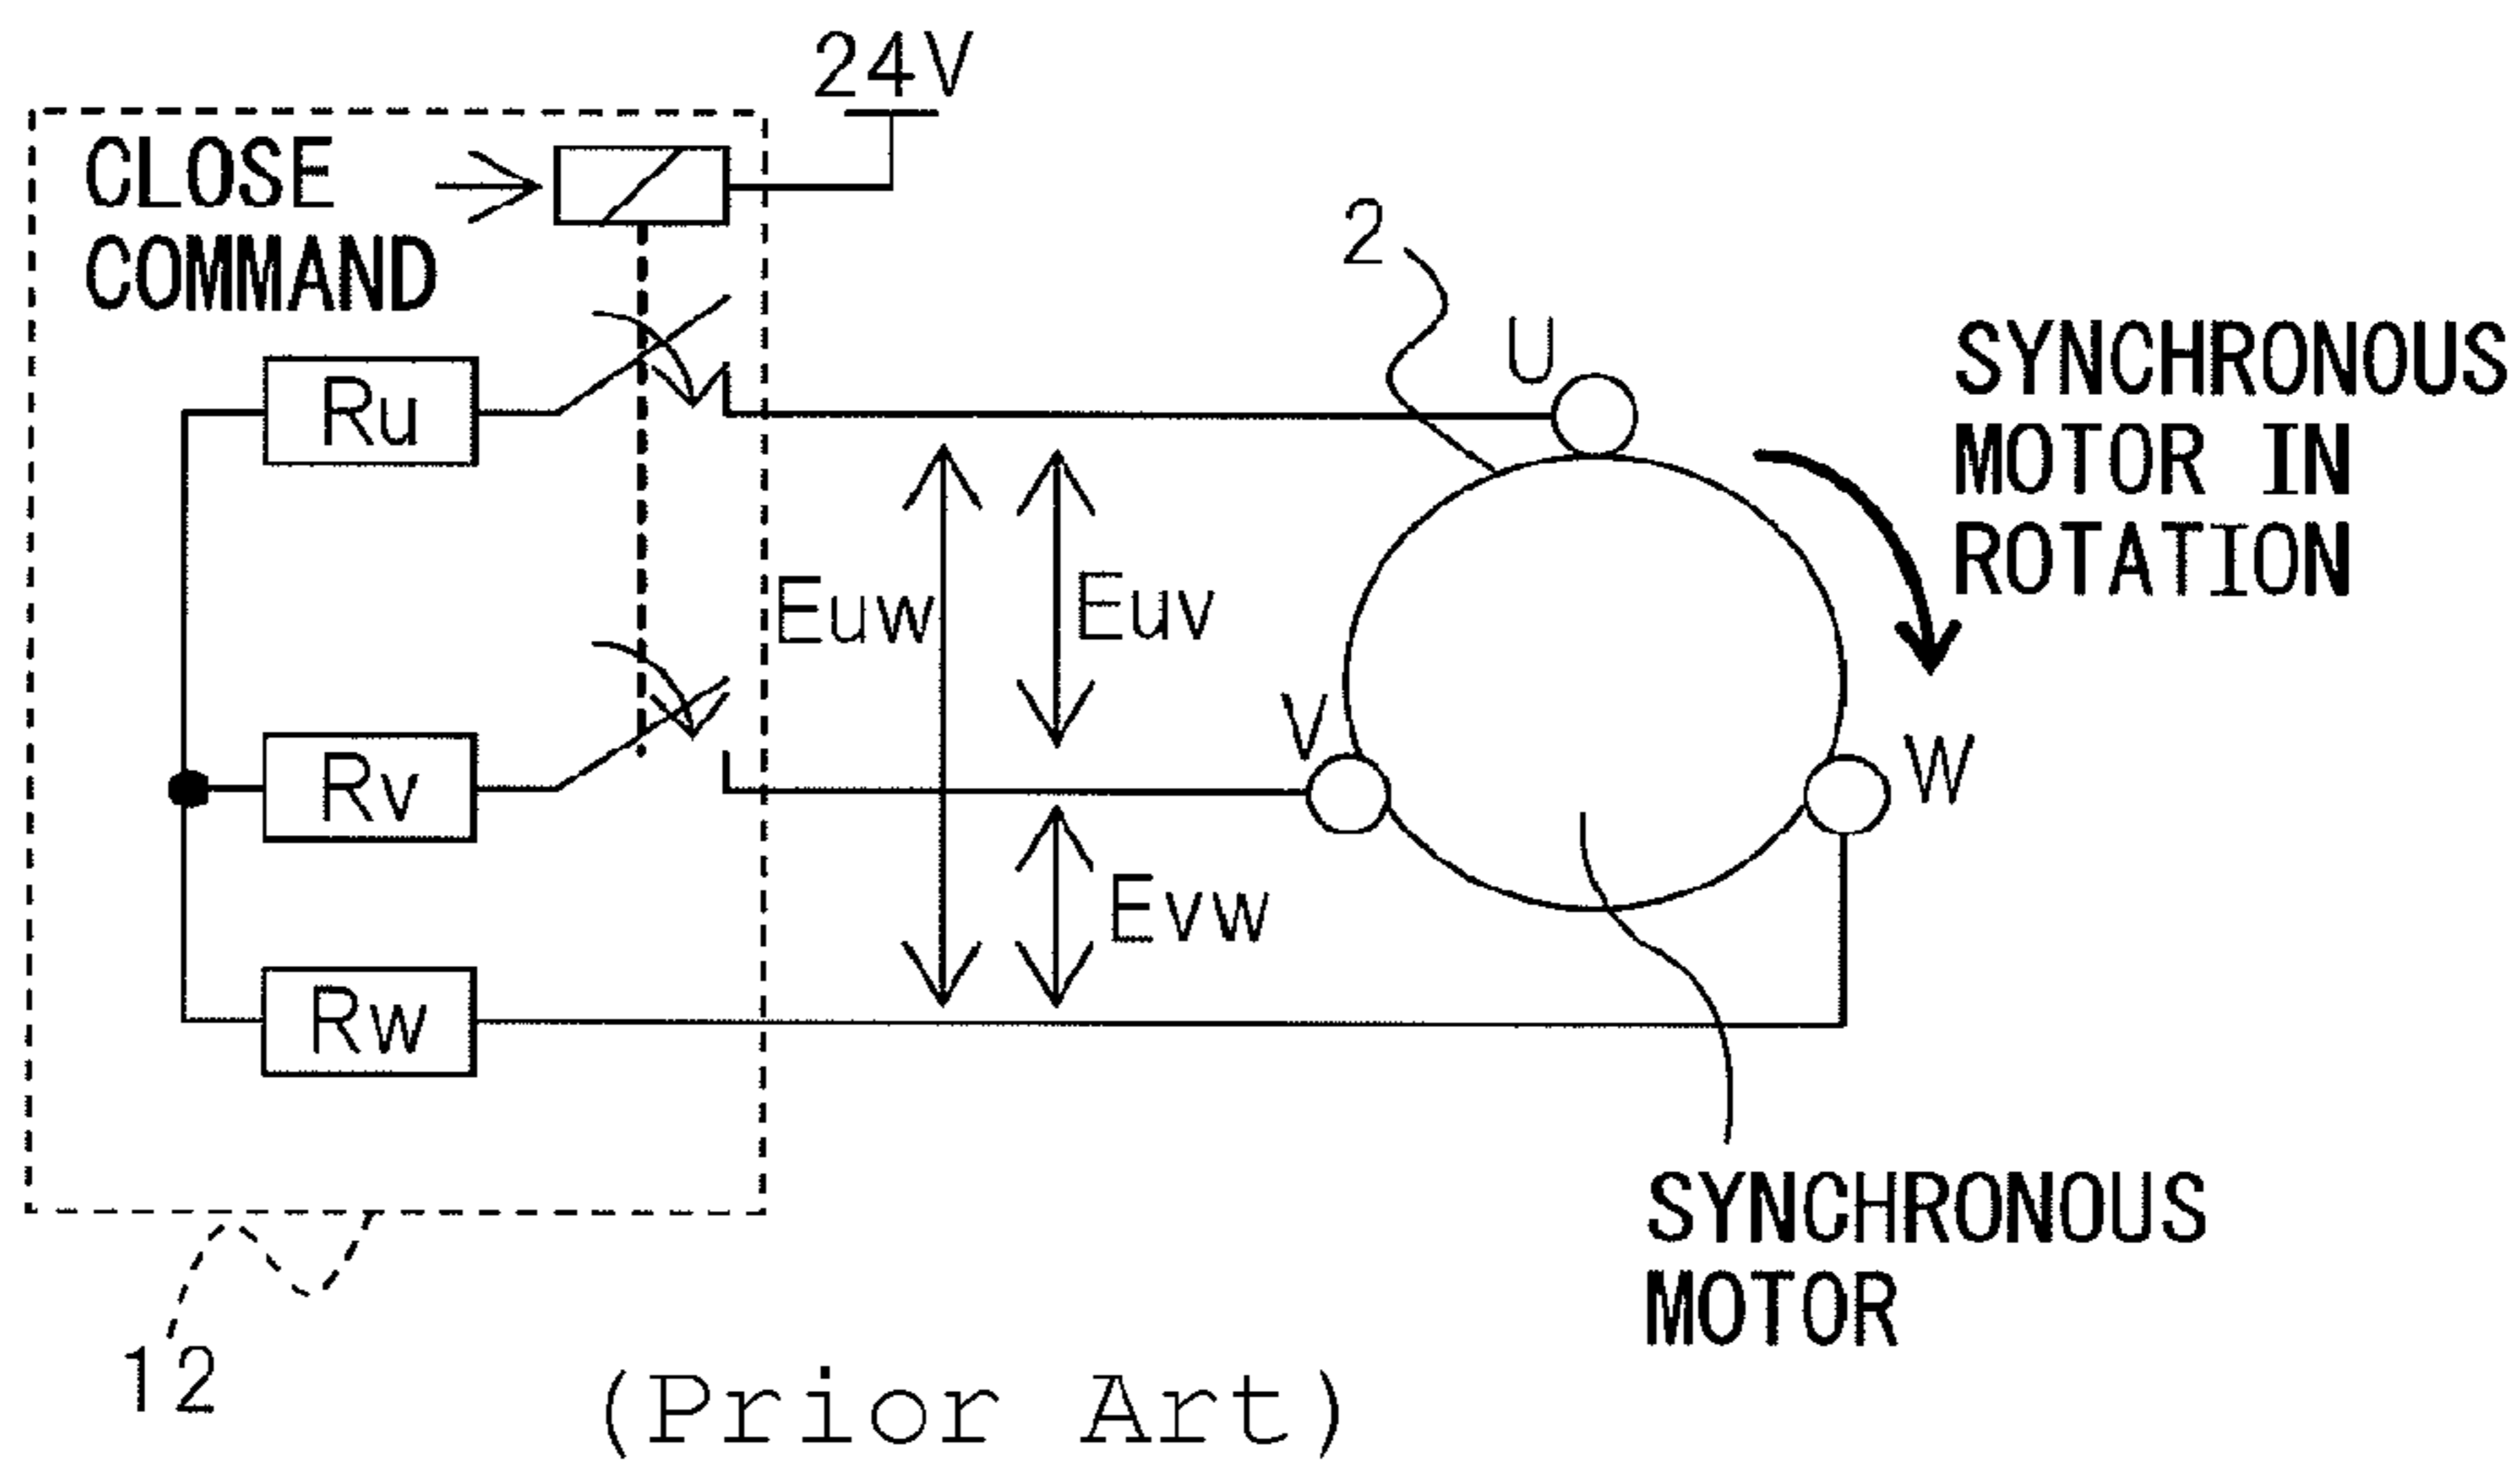 24V
CLOSE
COMMAND
2
U
SYNCHRONOUS
MOTOR IN
ROTATION
Ru
Euw
Euv
V
W
Rv
Evw
Rw
SYNCHRONOUS
MOTOR
12
(Prior Art)